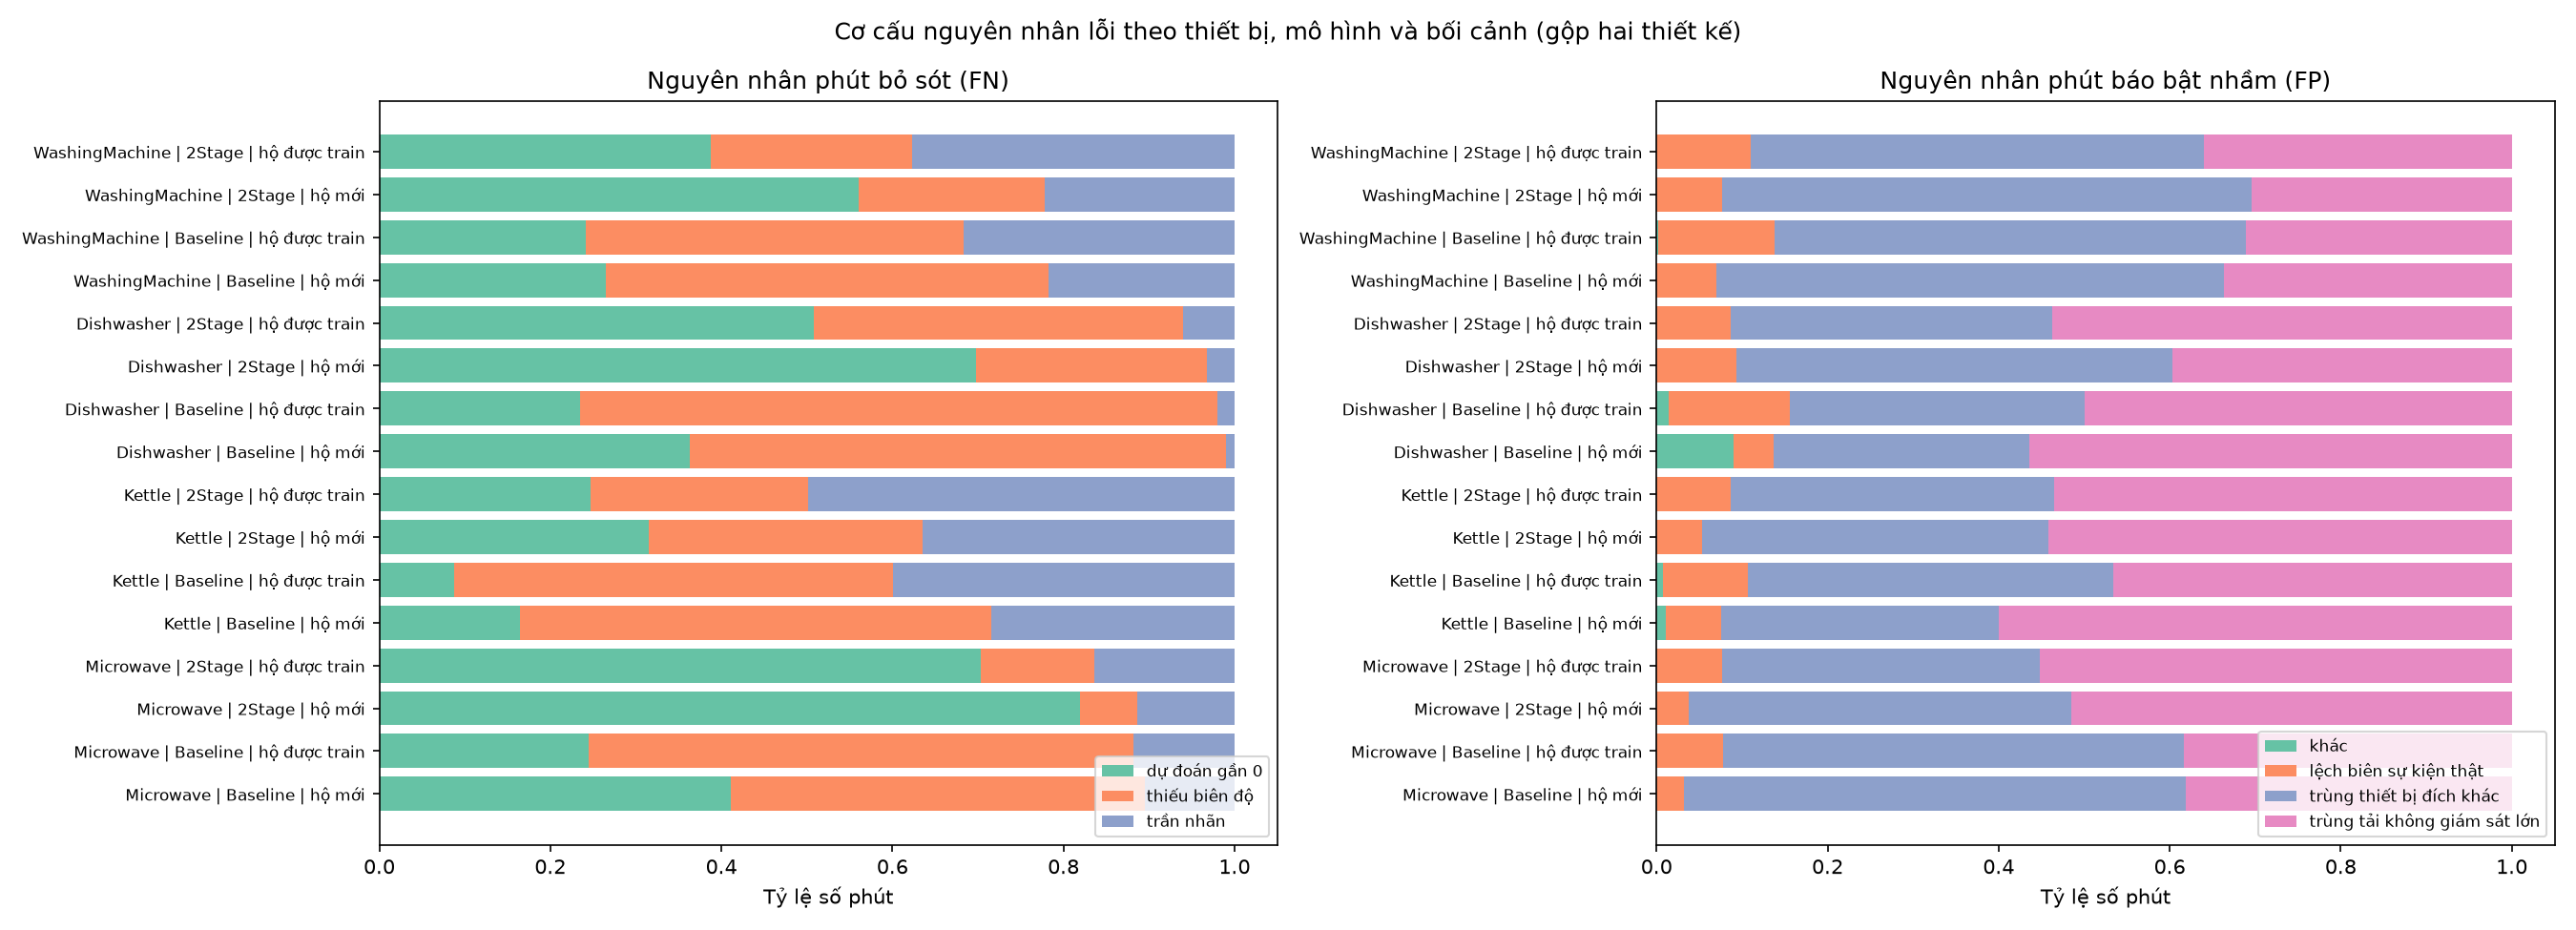 Cơ cấu nguyên nhân lỗi theo thiết bị, mô hình và bối cảnh (gộp hai thiết kế)
Nguyên nhân phút bỏ sót (FN)
WashingMachine | 2Stage | hộ được train
WashingMachine | 2Stage | hộ mới
WashingMachine | Baseline | hộ được train
WashingMachine | Baseline | hộ mới
Dishwasher | 2Stage | hộ được train
Dishwasher | 2Stage | hộ mới
Dishwasher | Baseline | hộ được train
Dishwasher | Baseline | hộ mới
Kettle | 2Stage | hộ được train
Kettle | 2Stage | hộ mới
Kettle | Baseline | hộ được train
Kettle | Baseline | hộ mới
Microwave | 2Stage | hộ được train
Microwave | 2Stage | hộ mới
Microwave | Baseline | hộ được train
Microwave | Baseline | hộ mới
dự đoán gần 0
thiếu biên độ
trần nhãn
0.0 0.2 0.4 0.6 0.8 1.0
Tỷ lệ số phút
Nguyên nhân phút báo bật nhầm (FP)
WashingMachine | 2Stage | hộ được train
WashingMachine | 2Stage | hộ mới
WashingMachine | Baseline | hộ được train
WashingMachine | Baseline | hộ mới
Dishwasher | 2Stage | hộ được train
Dishwasher | 2Stage | hộ mới
Dishwasher | Baseline | hộ được train
Dishwasher | Baseline | hộ mới
Kettle | 2Stage | hộ được train
Kettle | 2Stage | hộ mới
Kettle | Baseline | hộ được train
Kettle | Baseline | hộ mới
Microwave | 2Stage | hộ được train
Microwave | 2Stage | hộ mới
Microwave | Baseline | hộ được train
Microwave | Baseline | hộ mới
khác
lệch biên sự kiện thật
trùng thiết bị đích khác
trùng tải không giám sát lớn
0.0 0.2 0.4 0.6 0.8 1.0
Tỷ lệ số phút